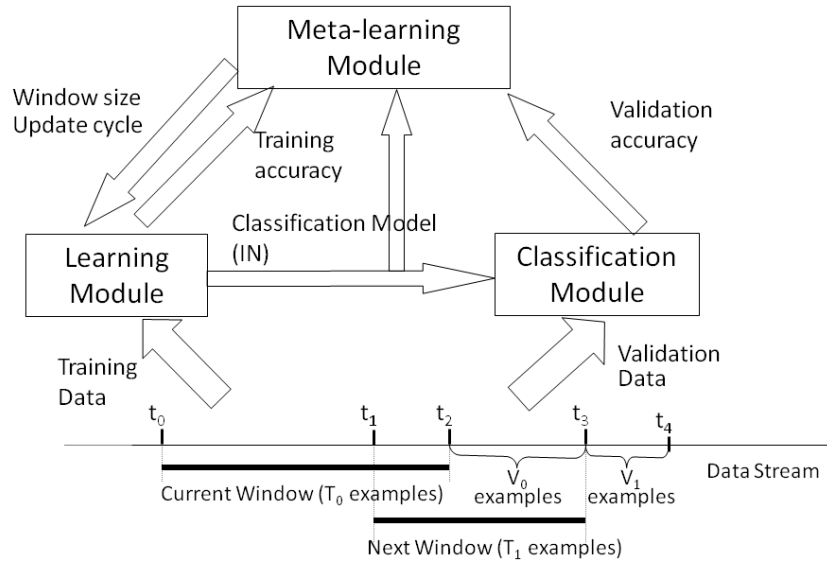 Meta-learning
Module
Window size
Update cycle
Training
accuracy
Validation
accuracy
Classification Model
(IN)
Learning
Module
Classification
Module
Training
Data
Validation
Data
t₀
t₁
t₂
t₃
t₄
V₀
examples
V₁
examples
Data Stream
Current Window (T₀ examples)
Next Window (T₁ examples)